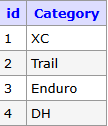 id Category
1 XC
2 Trail
3 Enduro
4 DH